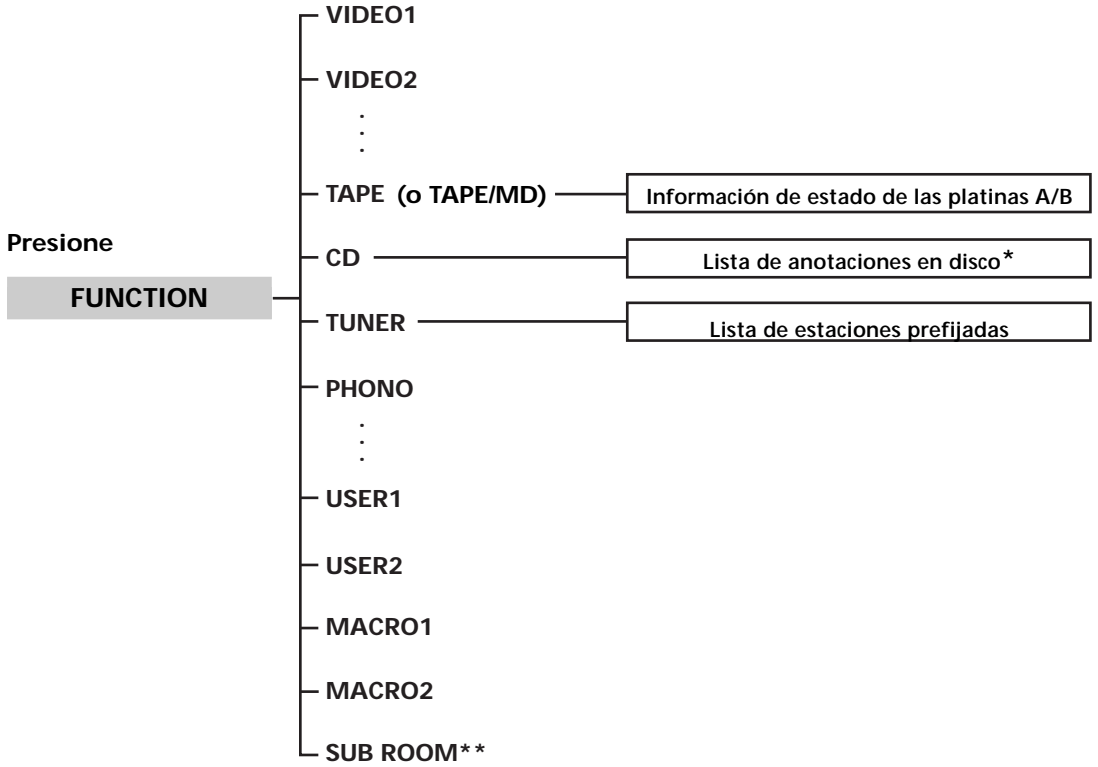 VIDEO1
VIDEO2
.
.
.
TAPE (o TAPE/MD)
Información de estado de las platinas A/B
Presione
CD
Lista de anotaciones en disco*
FUNCTION
TUNER
Lista de estaciones prefijadas
PHONO
.
.
.
USER1
USER2
MACRO1
MACRO2
SUB ROOM**